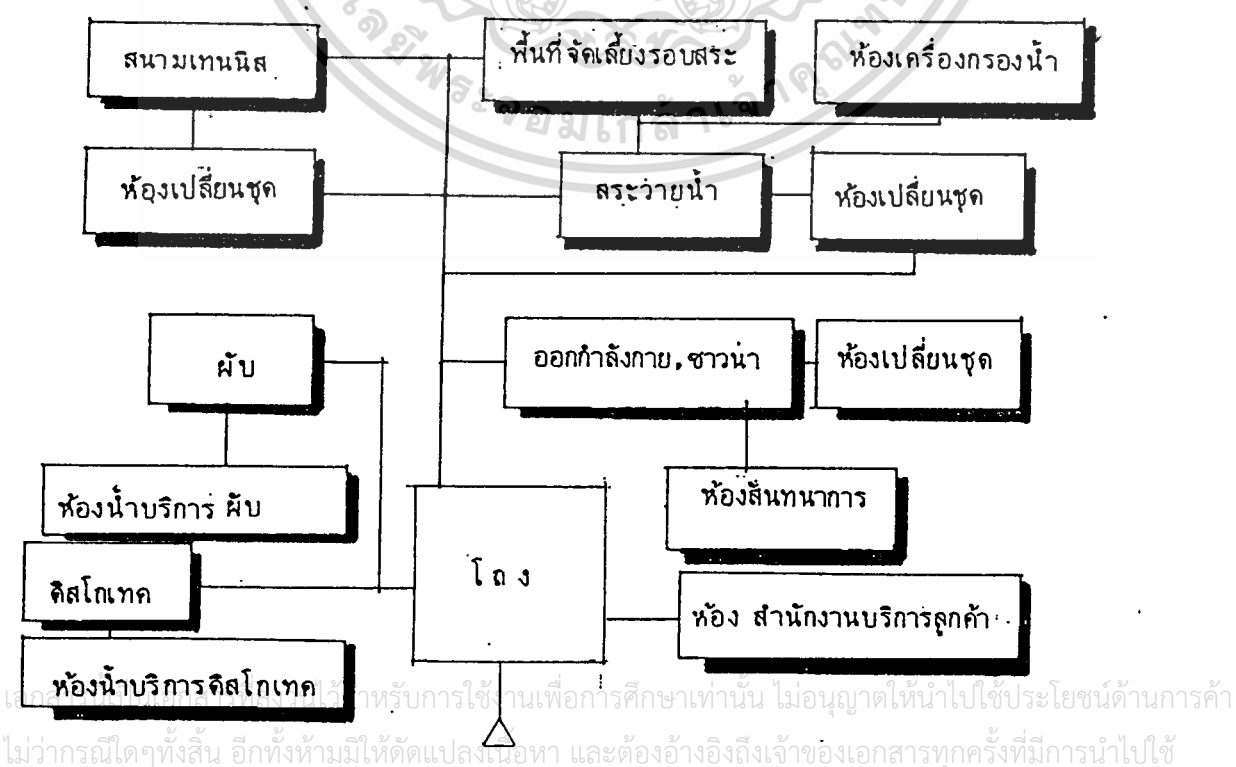 สนามเทนนิส
พื้นที่จัดเลี้ยงรอบสระ
ห้องเครื่องกรองน้ำ
ห้องเปลี่ยนชุด
สระว่ายน้ำ
ห้องเปลี่ยนชุด
ผับ
ออกกำลังกาย,ซาวน่า
ห้องเปลี่ยนชุด
ห้องน้ำบริการ ผับ
ห้องสันทนาการ
ดิสโกเทค
โถง
ห้อง สำนักงานบริการลูกค้า
ห้องน้ำบริการดิสโกเทค
สำหรับการใช้งานเพื่อการศึกษาเท่านั้น ไม่อนุญาตให้นำไปใช้ประโยชน์ด้านการค้า
ไม่ว่ากรณีใดๆทั้งสิ้น อีกทั้งห้ามมิให้ดัดแปลงเนื้อหา และต้องอ้างอิงถึงเจ้าของเอกสารทุกครั้งที่มีการนำไปใช้